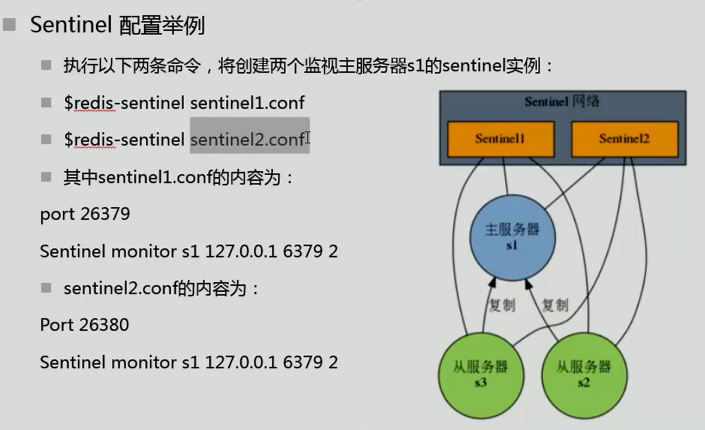 Sentinel 配置举例
执行以下两条命令，将创建两个监视主服务器s1的sentinel实例：
$redis-sentinel sentinel1.conf
$redis-sentinel sentinel2.conf
其中sentinel1.conf的内容为：
port 26379
Sentinel monitor s1 127.0.0.1 6379 2
sentinel2.conf的内容为：
Port 26380
Sentinel monitor s1 127.0.0.1 6379 2
Sentinel 网络
Sentinel1
Sentinel2
主服务器
s1
复制
复制
从服务器
s3
从服务器
s2